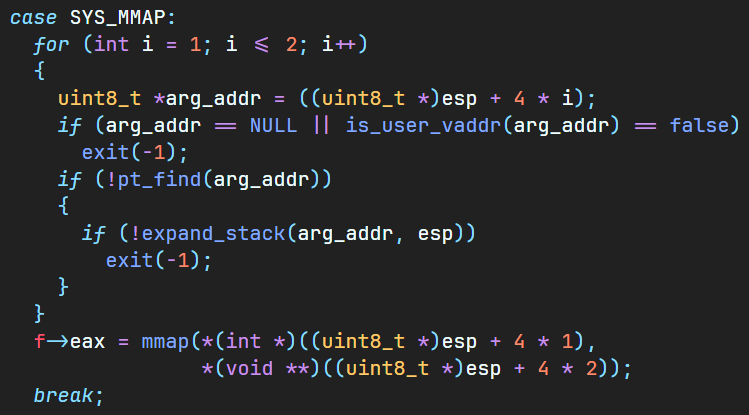 case SYS_MMAP:
  for (int i = 1; i <= 2; i++)
  {
    uint8_t *arg_addr = ((uint8_t *)esp + 4 * i);
    if (arg_addr == NULL || is_user_vaddr(arg_addr) == false)
      exit(-1);
    if (!pt_find(arg_addr))
    {
      if (!expand_stack(arg_addr, esp))
        exit(-1);
    }
  }
  f->eax = mmap(*(int *)((uint8_t *)esp + 4 * 1),
                *(void **)((uint8_t *)esp + 4 * 2));
  break;